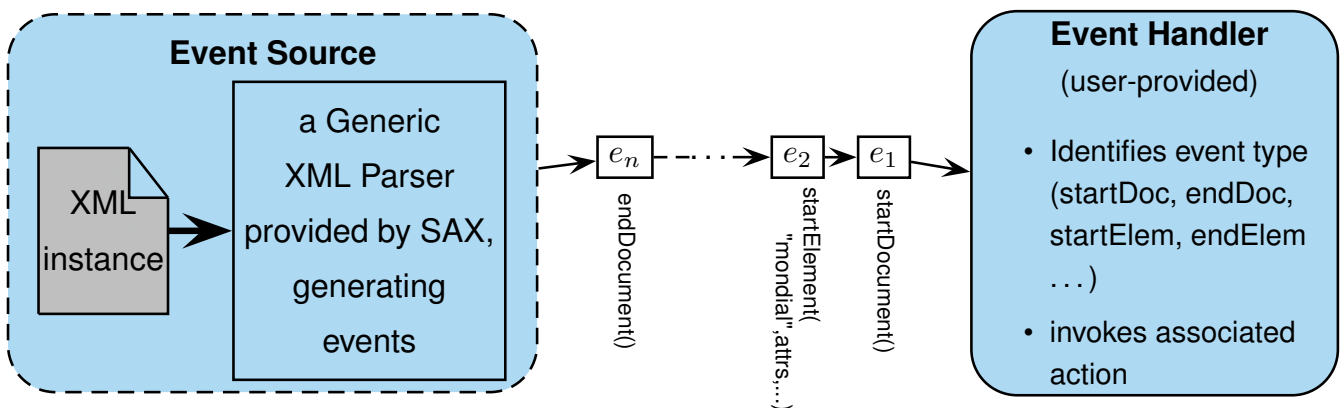 Event Source
XML
instance
a Generic
XML Parser
provided by SAX,
generating
events
e_n
· · ·
e_2
e_1
endDocument()
startElement(
"mondial",attrs,...)
startDocument()
Event Handler
(user-provided)
• Identifies event type
(startDoc, endDoc,
startElem, endElem
. . . )
• invokes associated
action